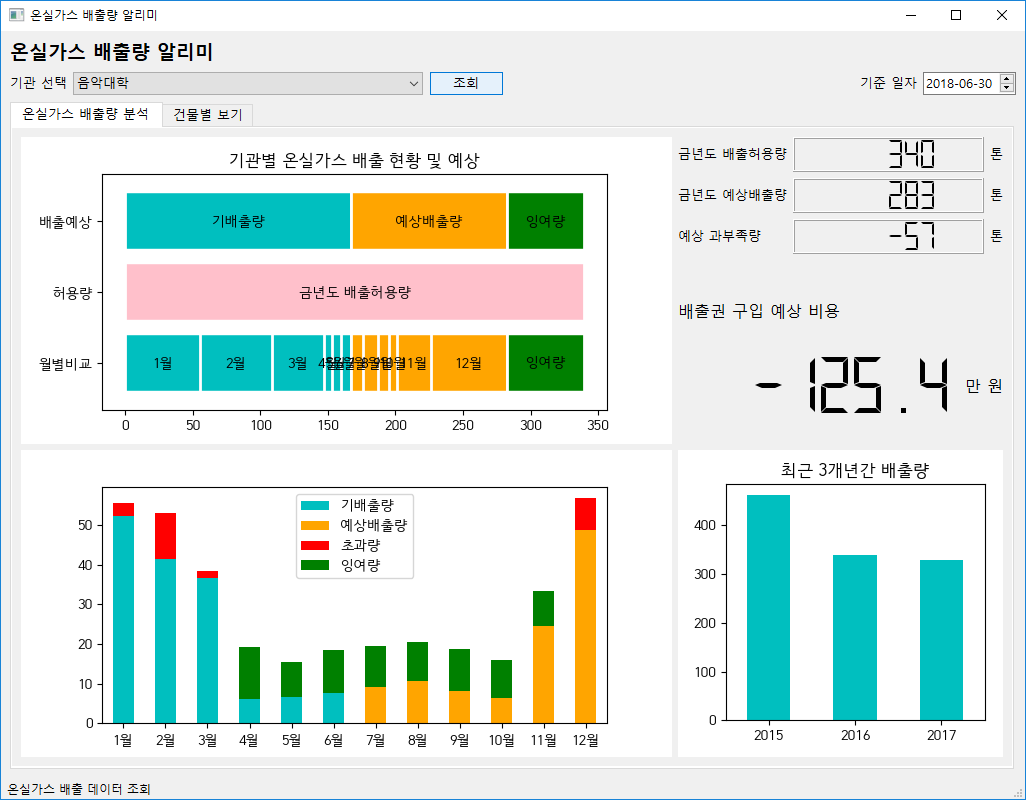 온실가스 배출량 알리미
온실가스 배출량 알리미
기관 선택 음악대학 조회 기준 일자 2018-06-30
온실가스 배출량 분석 건물별 보기
기관별 온실가스 배출 현황 및 예상
배출예상 기배출량 예상배출량 잉여량
허용량 금년도 배출허용량
월별비교 1월 2월 3월 11월 12월 잉여량
0 50 100 150 200 250 300 350
금년도 배출허용량 340 톤
금년도 예상배출량 283 톤
예상 과부족량 -57 톤
배출권 구입 예상 비용
-125.4 만 원
기배출량
예상배출량
초과량
잉여량
50
40
30
20
10
0
1월 2월 3월 4월 5월 6월 7월 8월 9월 10월 11월 12월
최근 3개년간 배출량
400
300
200
100
0
2015 2016 2017
온실가스 배출 데이터 조회